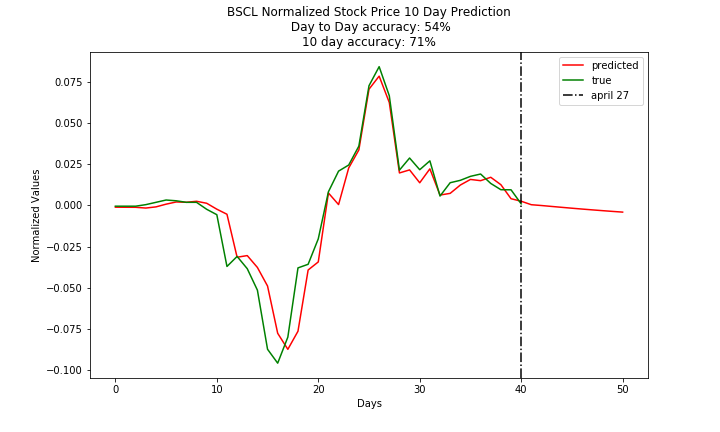 BSCL Normalized Stock Price 10 Day Prediction
Day to Day accuracy: 54%
10 day accuracy: 71%
predicted
true
april 27
0.075
0.050
0.025
0.000
−0.025
−0.050
−0.075
−0.100
Normalized Values
0 10 20 30 40 50
Days